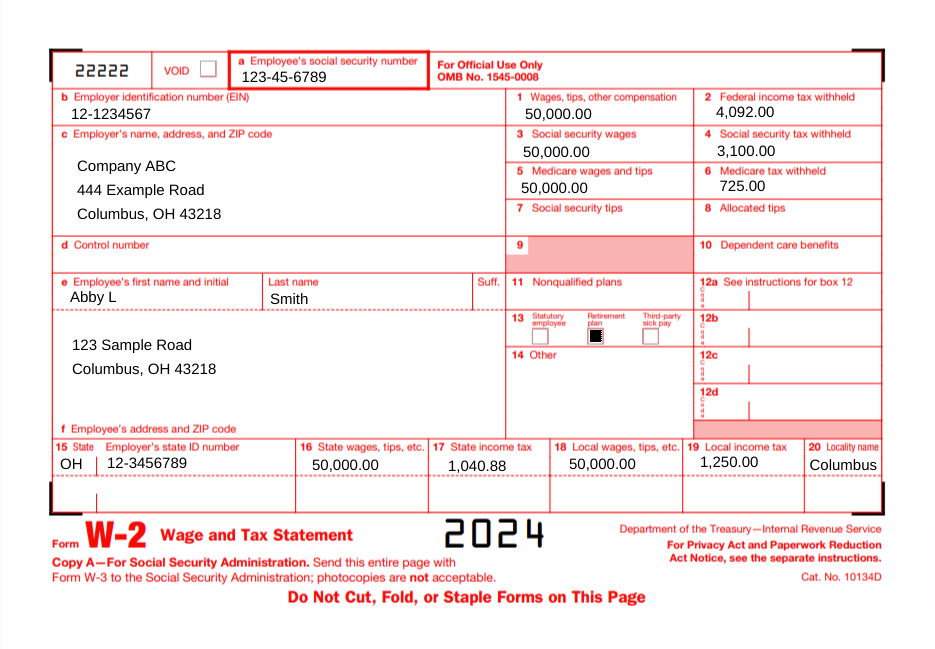 22222
VOID
a Employee's social security number
123-45-6789
For Official Use Only
OMB No. 1545-0008
b Employer identification number (EIN)
12-1234567
1 Wages, tips, other compensation
50,000.00
2 Federal income tax withheld
4,092.00
c Employer's name, address, and ZIP code
Company ABC
444 Example Road
Columbus, OH 43218
3 Social security wages
50,000.00
4 Social security tax withheld
3,100.00
5 Medicare wages and tips
50,000.00
6 Medicare tax withheld
725.00
7 Social security tips
8 Allocated tips
d Control number
9
10 Dependent care benefits
e Employee's first name and initial
Abby L
Last name
Smith
Suff.
11 Nonqualified plans
12a See instructions for box 12
Code
123 Sample Road
Columbus, OH 43218
13 Statutory employee
Retirement plan
Third-party sick pay
12b
Code
14 Other
12c
Code
12d
Code
f Employee's address and ZIP code
15 State
OH
Employer's state ID number
12-3456789
16 State wages, tips, etc.
50,000.00
17 State income tax
1,040.88
18 Local wages, tips, etc.
50,000.00
19 Local income tax
1,250.00
20 Locality name
Columbus
Form W-2 Wage and Tax Statement
2024
Department of the Treasury—Internal Revenue Service
For Privacy Act and Paperwork Reduction
Act Notice, see the separate instructions.
Copy A—For Social Security Administration. Send this entire page with
Form W-3 to the Social Security Administration; photocopies are not acceptable.
Cat. No. 10134D
Do Not Cut, Fold, or Staple Forms on This Page